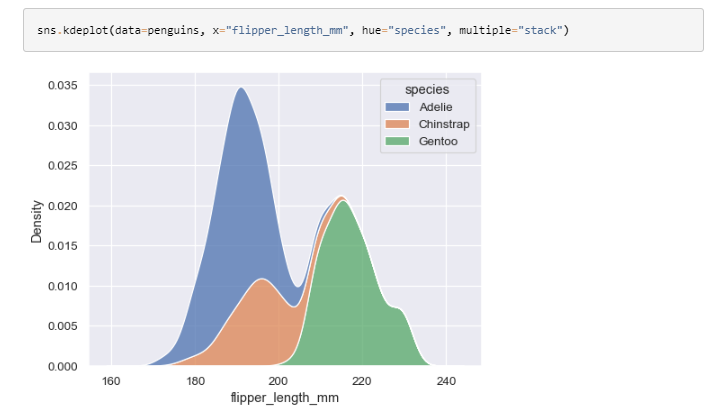 sns.kdeplot(data=penguins, x="flipper_length_mm", hue="species", multiple="stack")
species
Adelie
Chinstrap
Gentoo
0.035
0.030
0.025
0.020
0.015
0.010
0.005
0.000
Density
160 180 200 220 240
flipper_length_mm